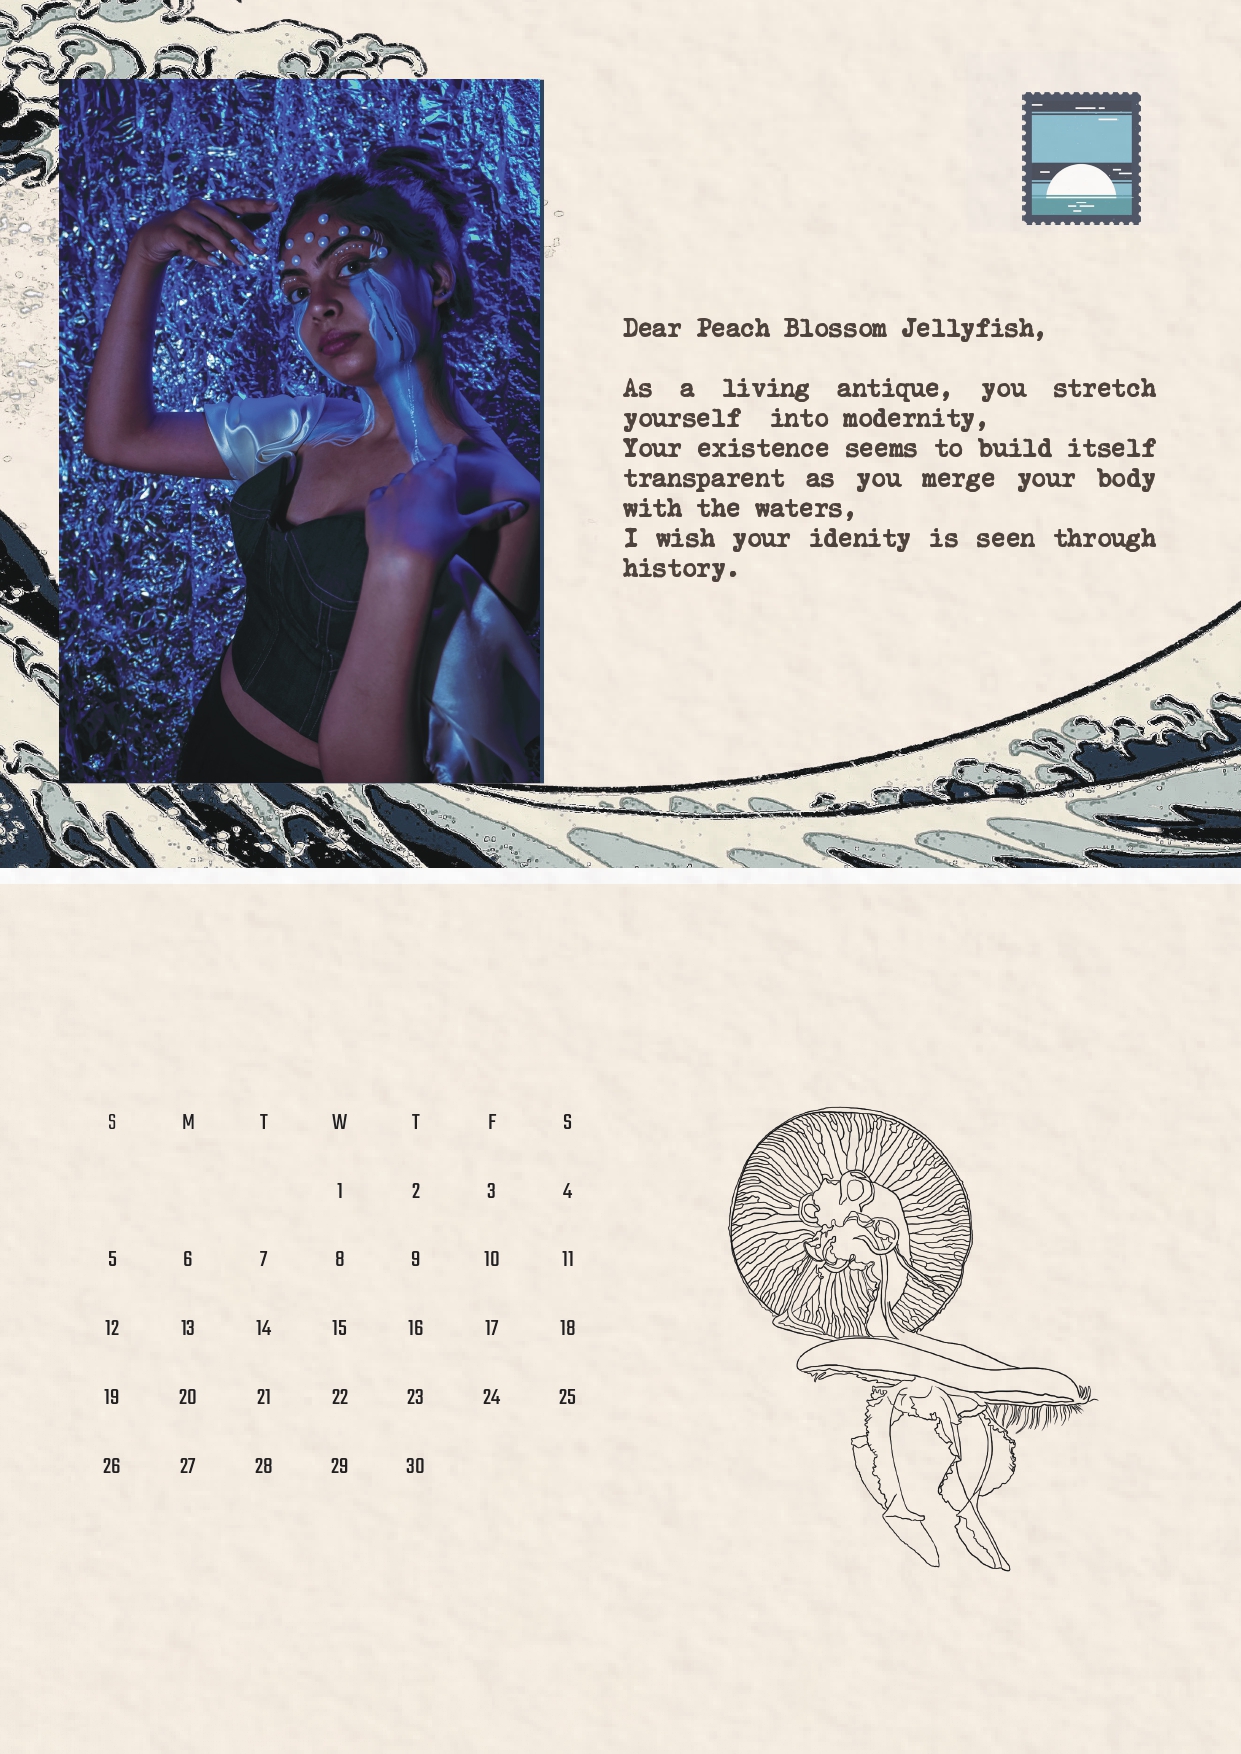 Dear Peach Blossom Jellyfish,
As a living antique, you stretch
yourself into modernity,
Your existence seems to build itself
transparent as you merge your body
with the waters,
I wish your idenity is seen through
history.
S M T W T F S
1 2 3 4
5 6 7 8 9 10 11
12 13 14 15 16 17 18
19 20 21 22 23 24 25
26 27 28 29 30